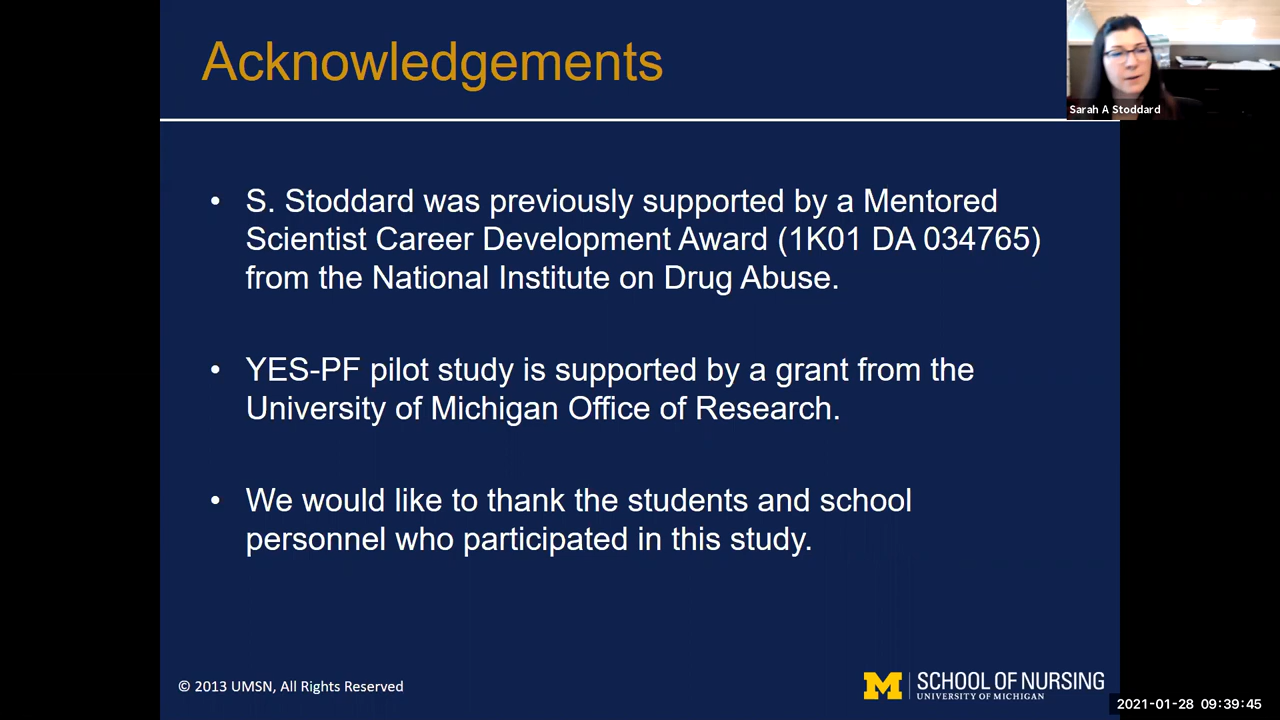 Acknowledgements
Sarah A Stoddard
• S. Stoddard was previously supported by a Mentored
Scientist Career Development Award (1K01 DA 034765)
from the National Institute on Drug Abuse.
• YES-PF pilot study is supported by a grant from the
University of Michigan Office of Research.
• We would like to thank the students and school
personnel who participated in this study.
© 2013 UMSN, All Rights Reserved
M SCHOOL OF NURSING
UNIVERSITY OF MICHIGAN
2021-01-28 09:39:45